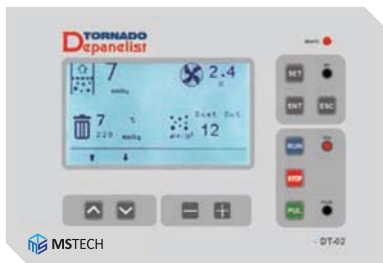 TORNADO
Depanelist
7
2.4
7
Dust Out
220
12
SET
ENT ESC
RUN
STOP
PUL
MSTECH
DT-02